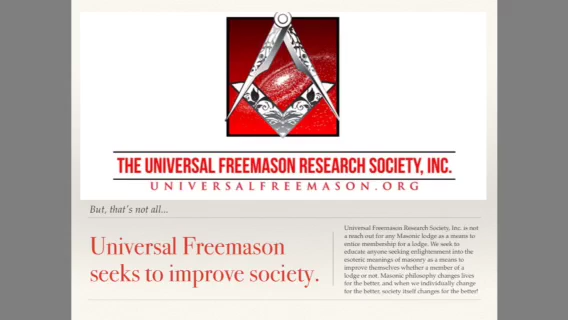 THE UNIVERSAL FREEMASON RESEARCH SOCIETY, INC.
UNIVERSALFREEMASON.ORG
But, that's not all...
Universal Freemason
seeks to improve society.
Universal Freemason Research Society, Inc. is not
a reach out for any Masonic lodge as a means to
entice membership for a lodge. We seek to
educate anyone seeking enlightenment into the
esoteric meanings of masonry as a means to
improve themselves whether a member of a
lodge or not. Masonic philosophy changes lives
for the better, and when we individually change
for the better, society itself changes for the better!